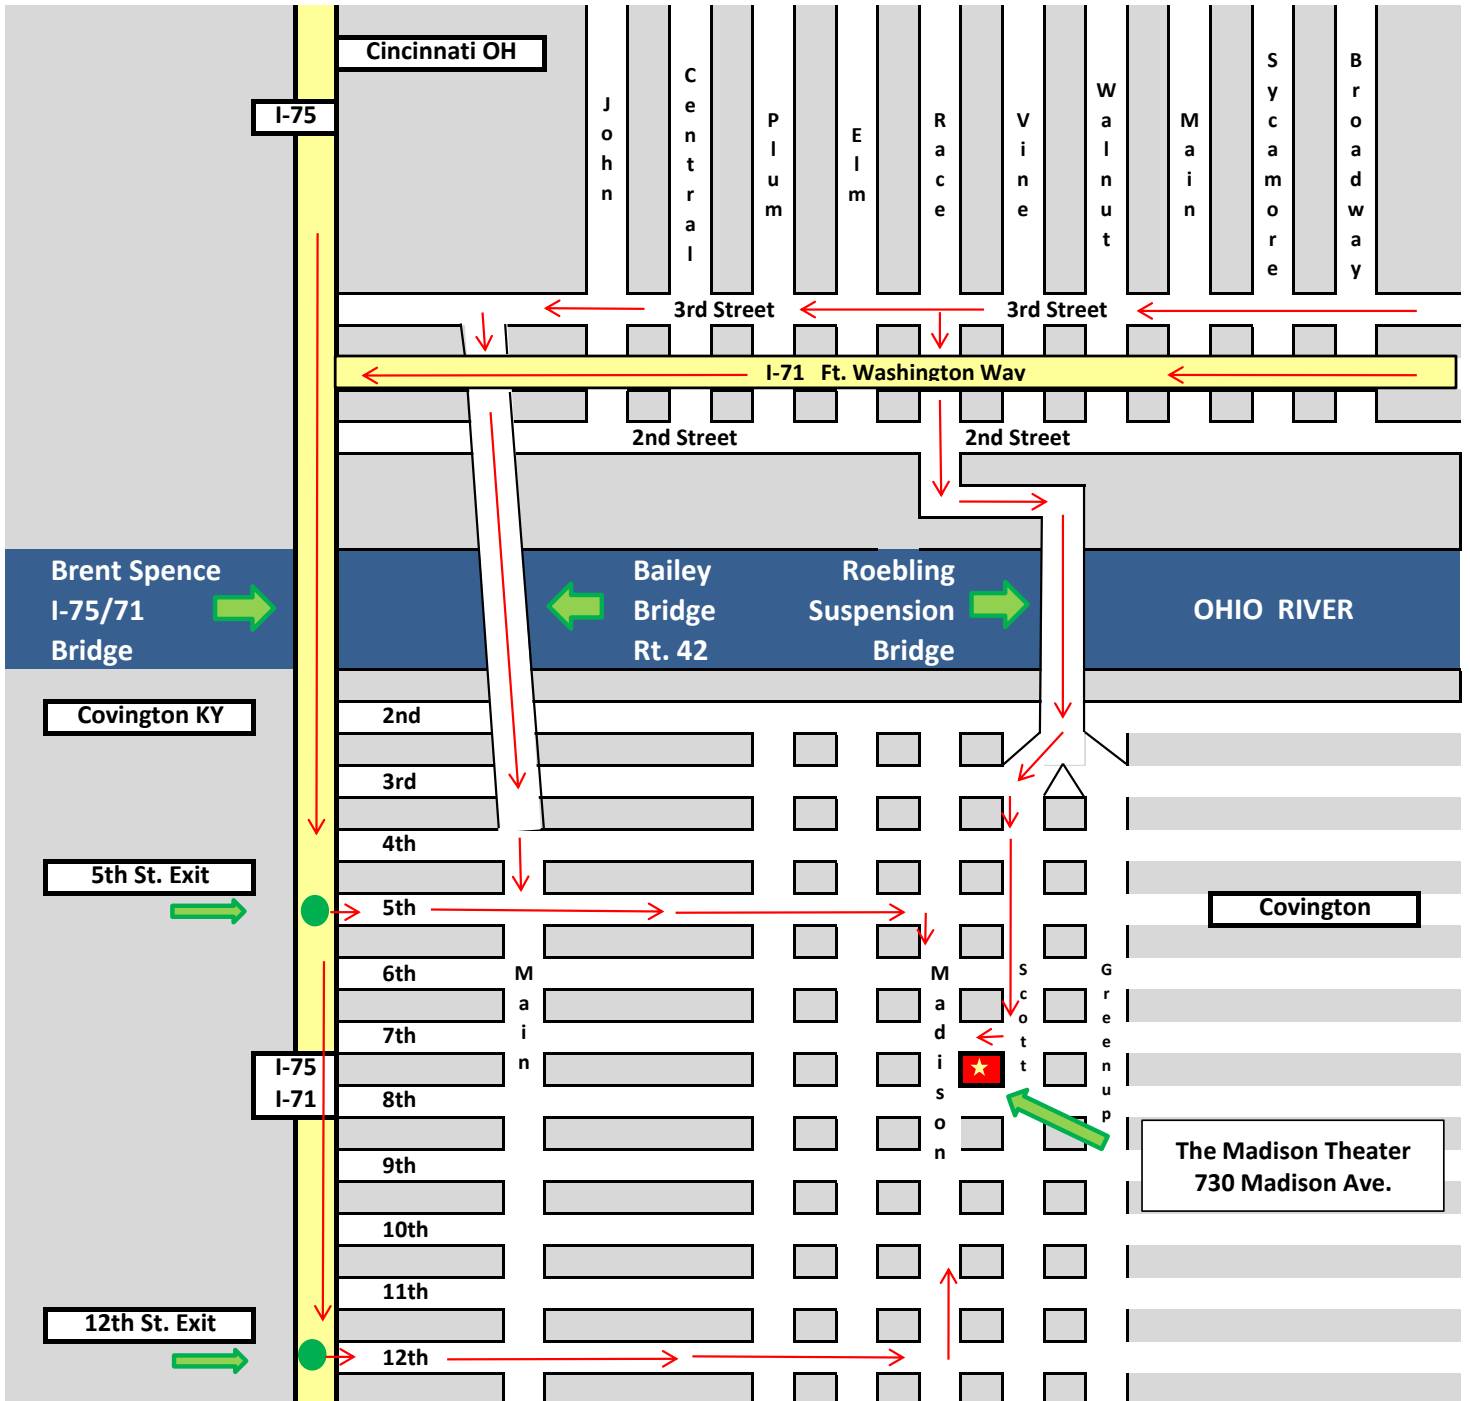 Cincinnati OH
I-75
John
Central
Plum
Elm
Race
Vine
Walnut
Main
Sycamore
Broadway
3rd Street
3rd Street
I-71 Ft. Washington Way
2nd Street
2nd Street
Brent Spence
I-75/71
Bridge
Bailey
Bridge
Rt. 42
Roebling
Suspension
Bridge
OHIO RIVER
Covington KY
2nd
3rd
4th
5th St. Exit
5th
Covington
6th
Main
Madison
Scott
Greenup
7th
I-75
I-71
8th
The Madison Theater
730 Madison Ave.
9th
10th
11th
12th St. Exit
12th